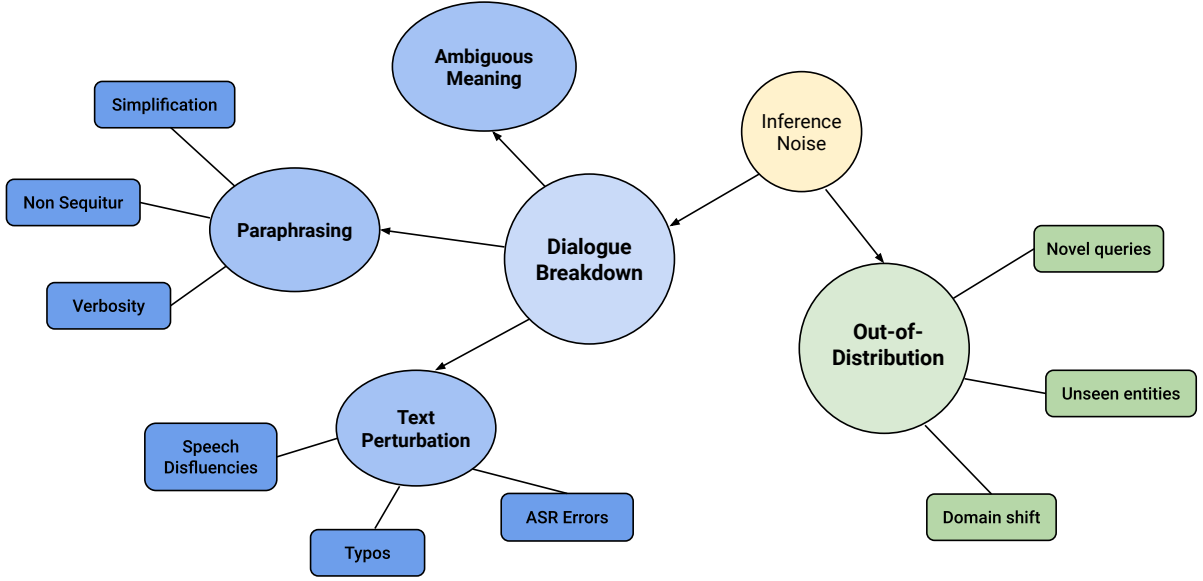 Ambiguous
Meaning
Inference
Noise
Simplification
Non Sequitur
Paraphrasing
Verbosity
Dialogue
Breakdown
Novel queries
Out-of-
Distribution
Unseen entities
Domain shift
Text
Perturbation
Speech
Disfluencies
Typos
ASR Errors